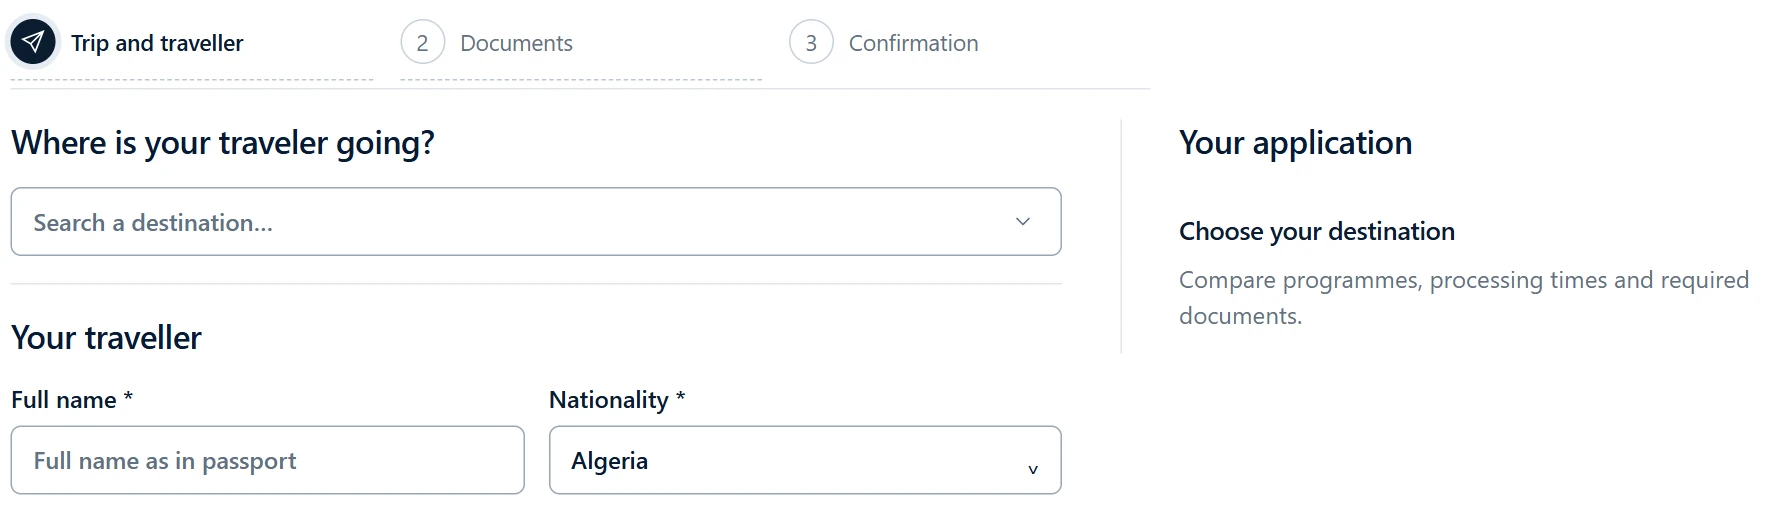 Trip and traveller
2 Documents
3 Confirmation
Where is your traveler going?
Search a destination...
Your traveller
Full name *
Nationality *
Full name as in passport
Algeria
Your application
Choose your destination
Compare programmes, processing times and required
documents.